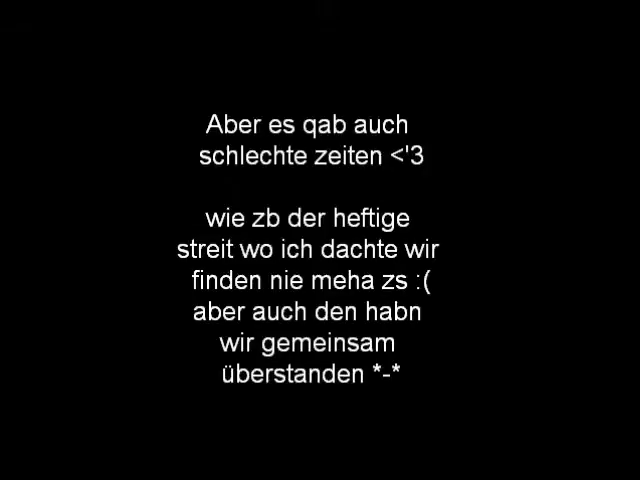 Aber es qab auch
schlechte zeiten <'3
wie zb der heftige
streit wo ich dachte wir
finden nie meha zs :(
aber auch den habn
wir gemeinsam
überstanden *-*